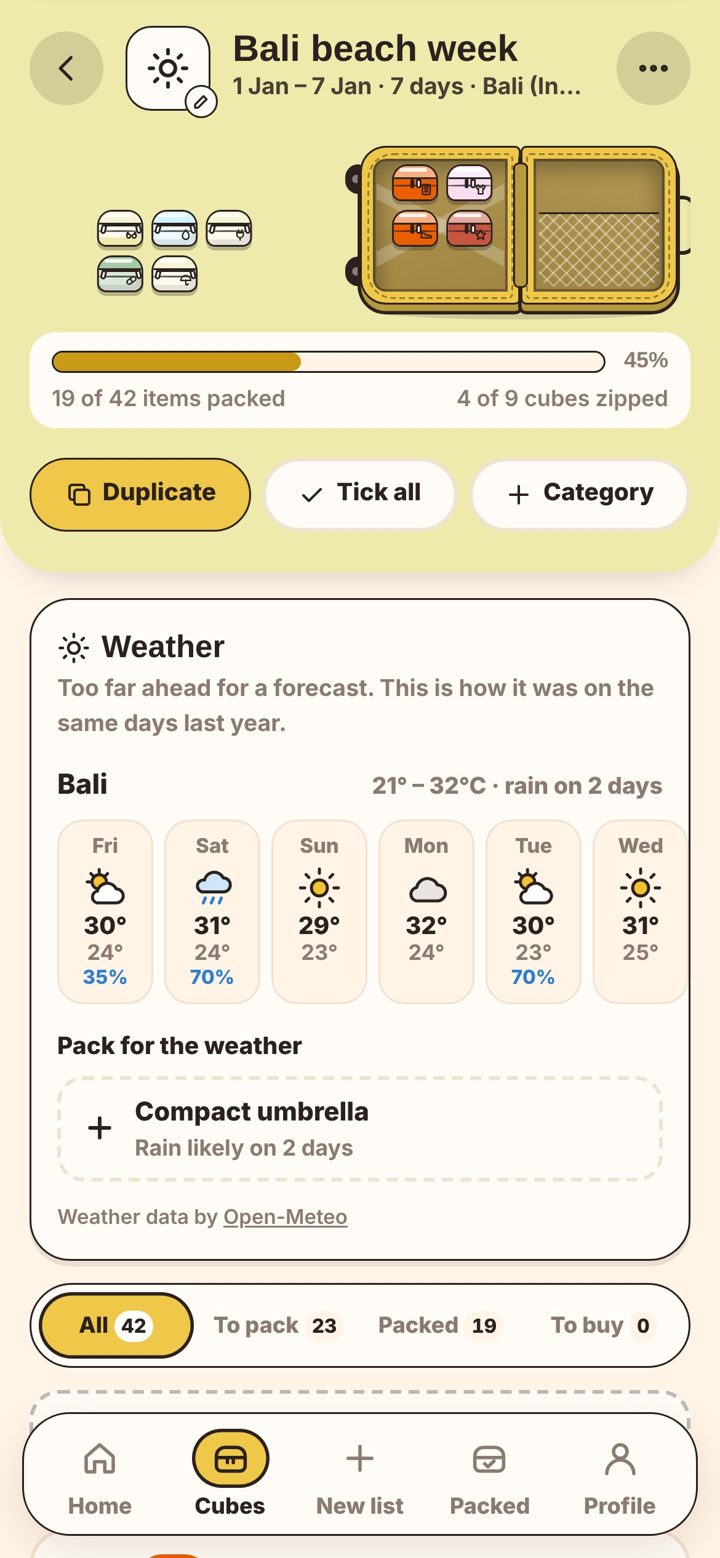 Bali beach week
1 Jan – 7 Jan · 7 days · Bali (In...
45%
19 of 42 items packed
4 of 9 cubes zipped
Duplicate
Tick all
Category
Weather
Too far ahead for a forecast. This is how it was on the
same days last year.
Bali
21° – 32°C · rain on 2 days
Fri
Sat
Sun
Mon
Tue
Wed
30°
31°
29°
32°
30°
31°
24°
24°
23°
24°
23°
25°
35%
70%
70%
Pack for the weather
Compact umbrella
Rain likely on 2 days
Weather data by Open-Meteo
All 42
To pack 23
Packed 19
To buy 0
Home
Cubes
New list
Packed
Profile